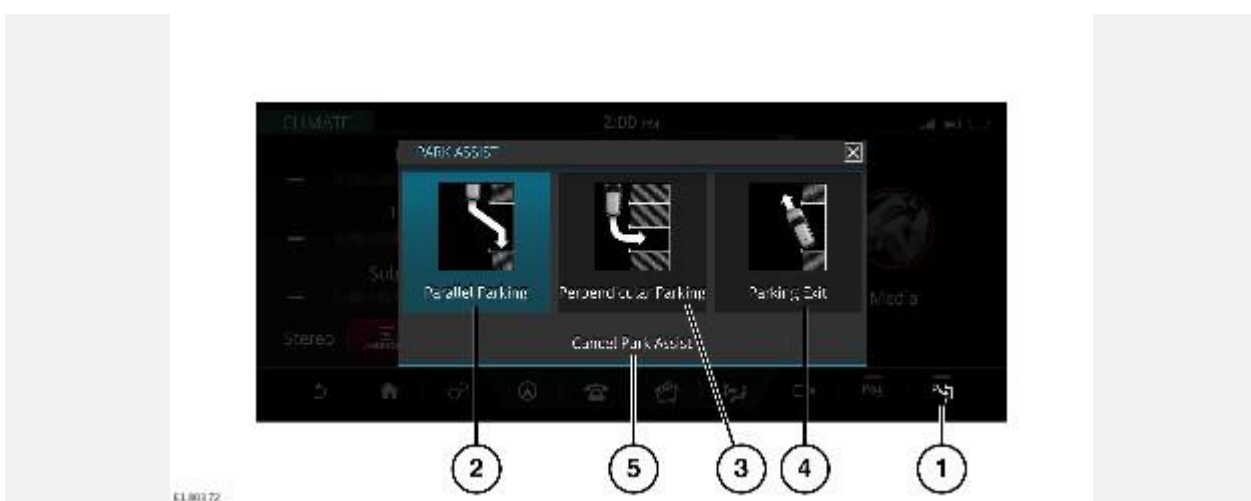 CLIMATE
2:00 PM
PARK ASSIST
Parallel Parking
Perpendicular Parking
Parking Exit
Media
Stereo
Cancel Park Assist
2
5
3
4
1